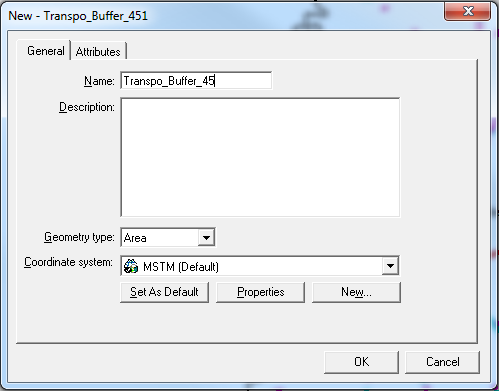 New - Transpo_Buffer_451
General Attributes
Name: Transpo_Buffer_45
Description:
Geometry type: Area
Coordinate system: MSTM (Default)
Set As Default Properties New...
OK Cancel